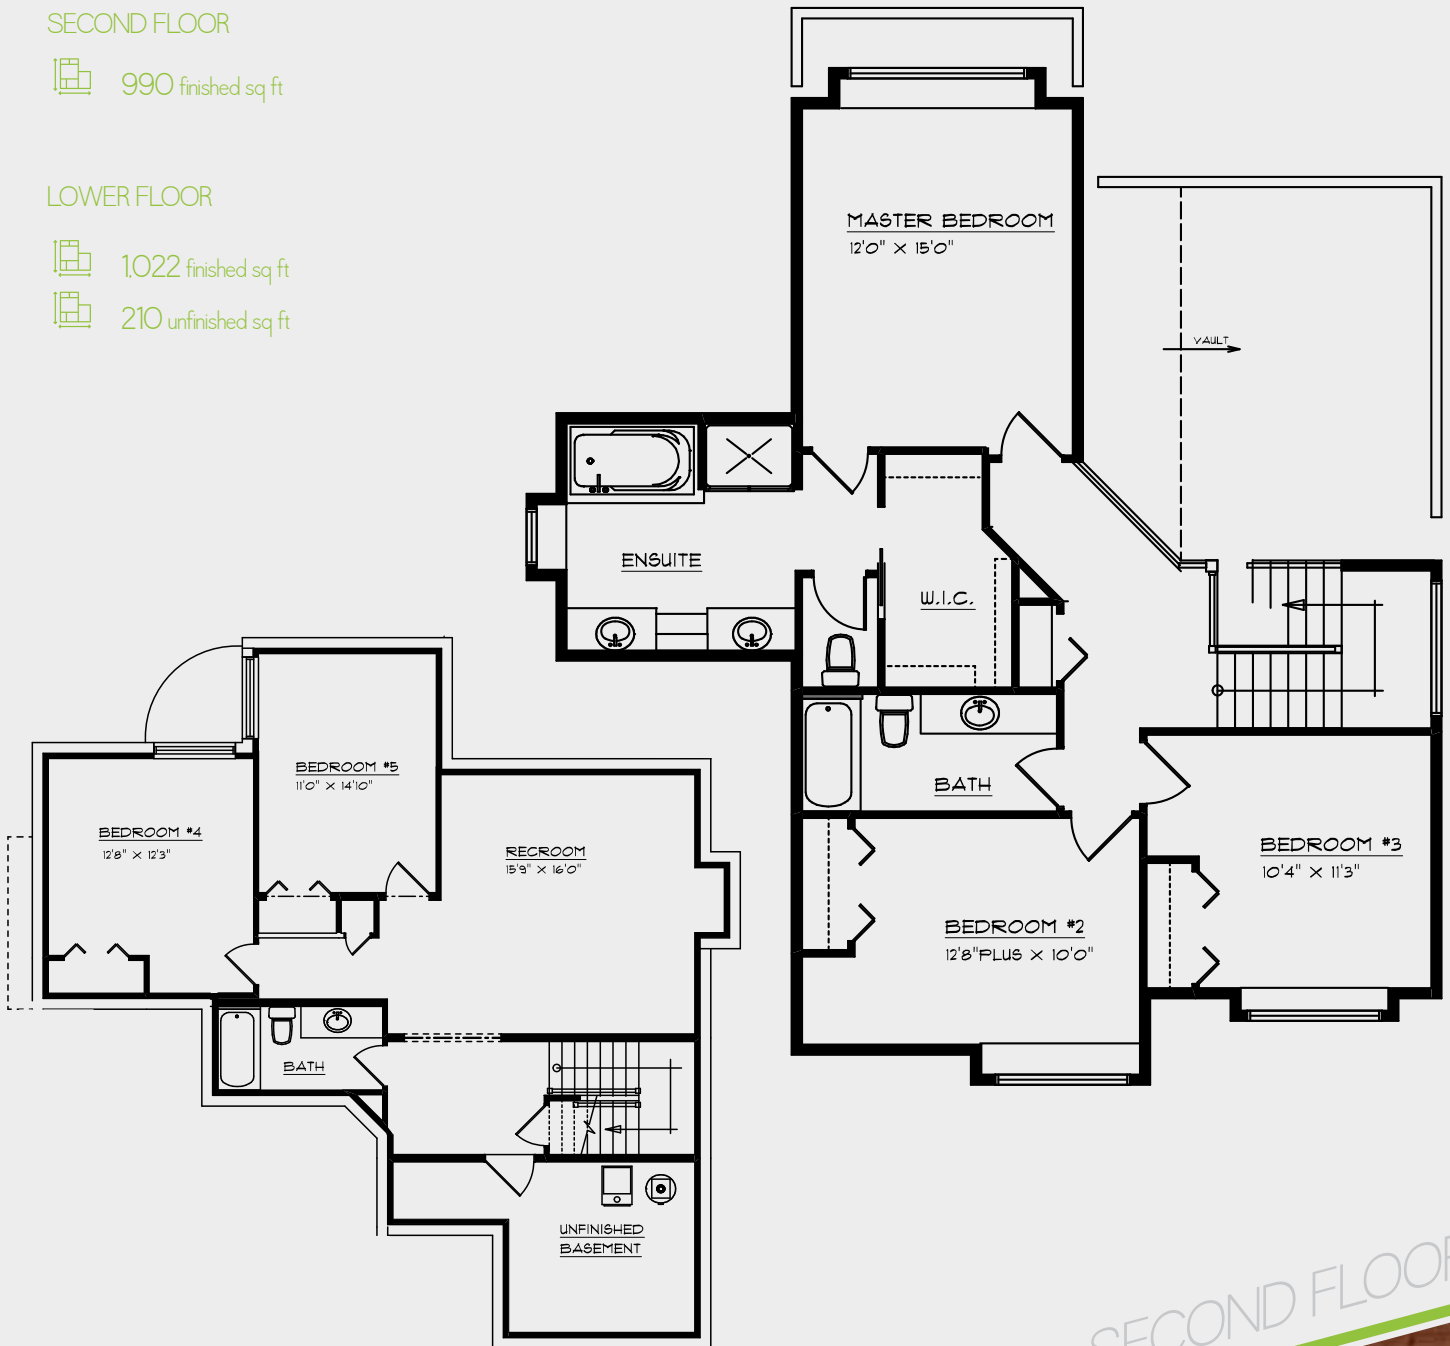 SECOND FLOOR
990 finished sq ft
LOWER FLOOR
1,022 finished sq ft
210 unfinished sq ft
MASTER BEDROOM
12'0" X 15'0"
VAULT
ENSUITE
W.I.C.
BATH
BEDROOM #3
10'4" X 11'3"
BEDROOM #2
12'8"PLUS X 10'0"
BEDROOM #5
11'0" X 14'10"
BEDROOM #4
12'8" X 12'3"
RECROOM
15'9" X 16'0"
BATH
UNFINISHED
BASEMENT
SECOND FLOOR